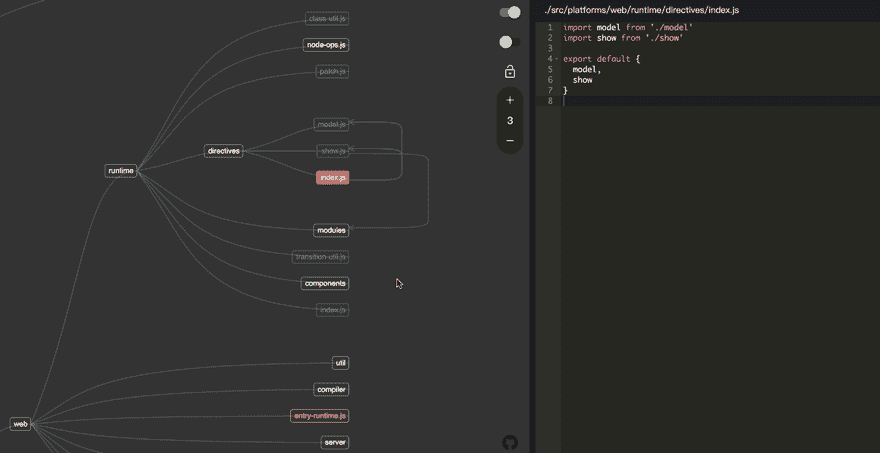 class-util.js
node-ops.js
patch.js
model.js
directives
show.js
runtime
index.js
modules
transition-util.js
components
index.js
util
compiler
entry-runtime.js
web
server
+
3
−
./src/platforms/web/runtime/directives/index.js
1 import model from './model'
2 import show from './show'
3
4 export default {
5 model,
6 show
7 }
8